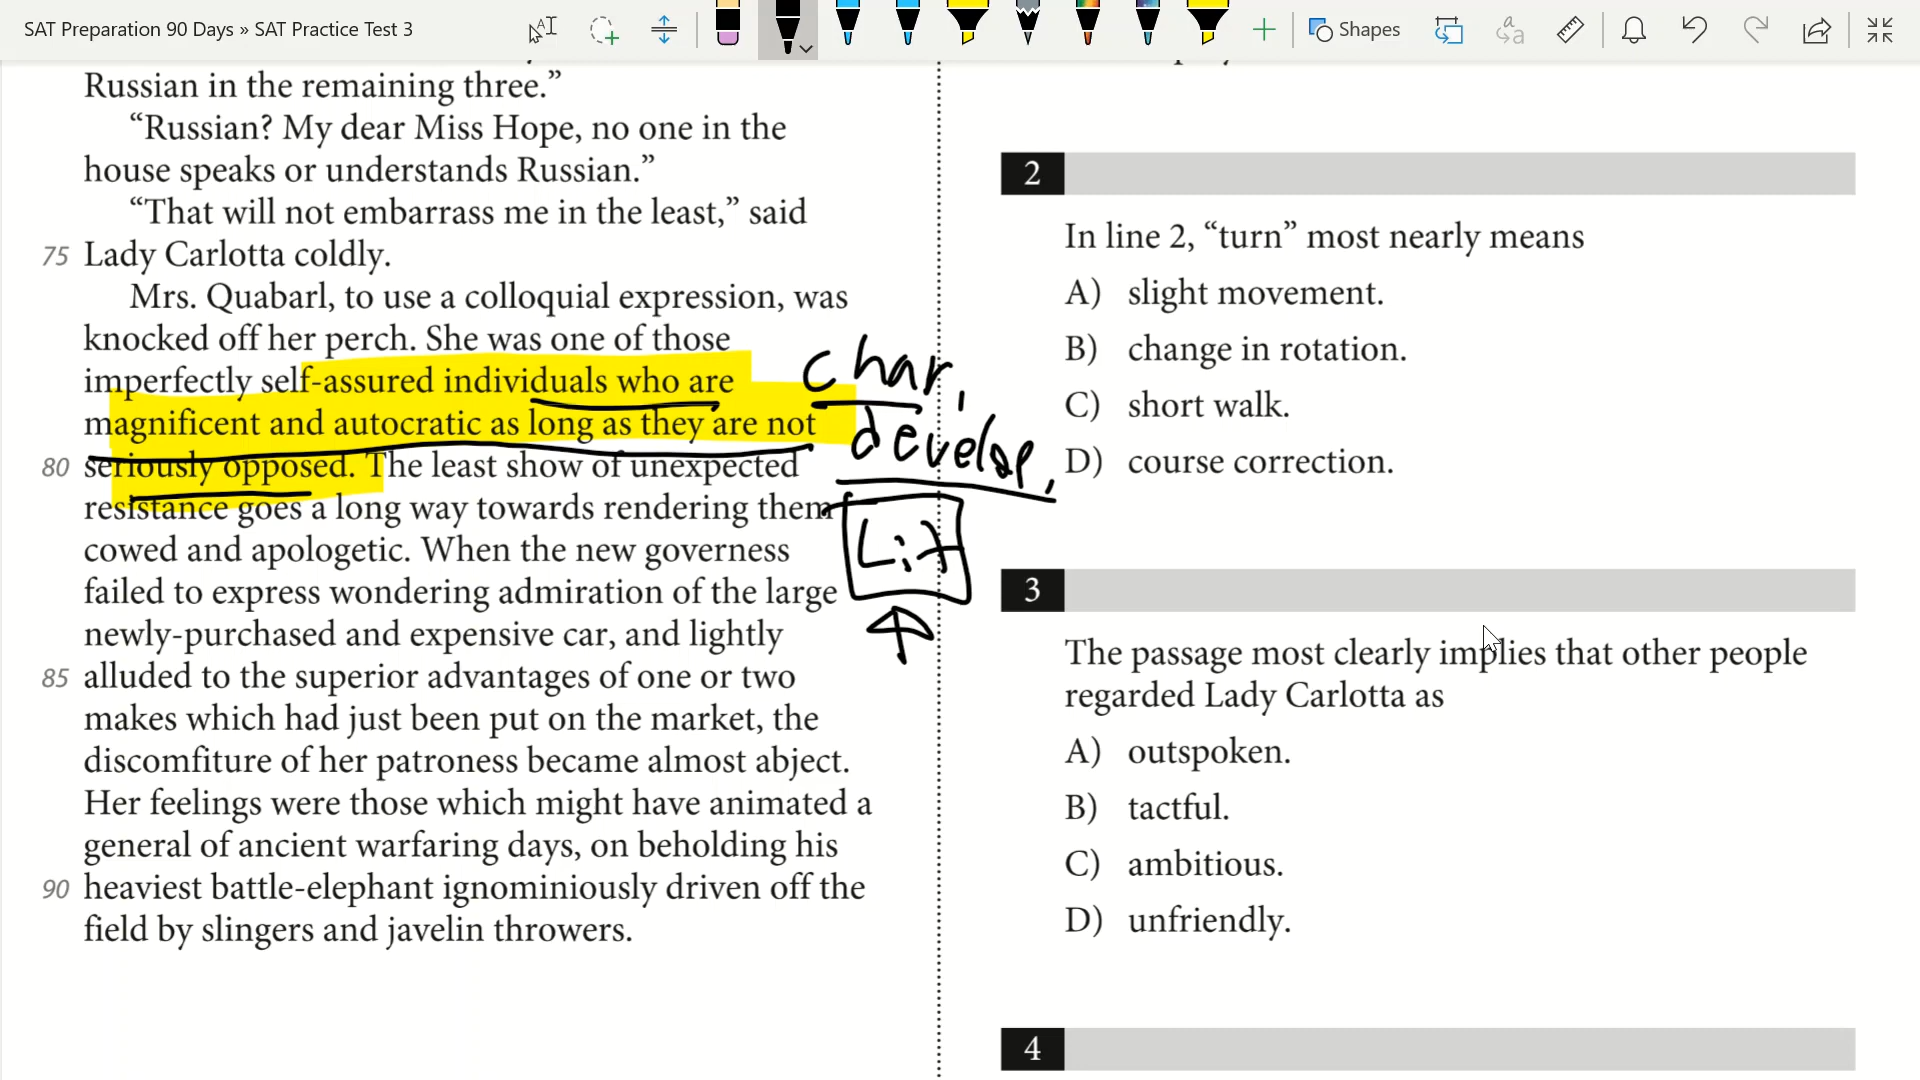 SAT Preparation 90 Days » SAT Practice Test 3
Shapes
Russian in the remaining three.”
“Russian? My dear Miss Hope, no one in the
house speaks or understands Russian.”
“That will not embarrass me in the least,” said
75 Lady Carlotta coldly.
Mrs. Quabarl, to use a colloquial expression, was
knocked off her perch. She was one of those
imperfectly self-assured individuals who are
magnificent and autocratic as long as they are not
80 seriously opposed. The least show of unexpected
resistance goes a long way towards rendering them
cowed and apologetic. When the new governess
failed to express wondering admiration of the large
newly-purchased and expensive car, and lightly
85 alluded to the superior advantages of one or two
makes which had just been put on the market, the
discomfiture of her patroness became almost abject.
Her feelings were those which might have animated a
general of ancient warfaring days, on beholding his
90 heaviest battle-elephant ignominiously driven off the
field by slingers and javelin throwers.
char.
develop.
Lit
2
In line 2, “turn” most nearly means
A) slight movement.
B) change in rotation.
C) short walk.
D) course correction.
3
The passage most clearly implies that other people
regarded Lady Carlotta as
A) outspoken.
B) tactful.
C) ambitious.
D) unfriendly.
4